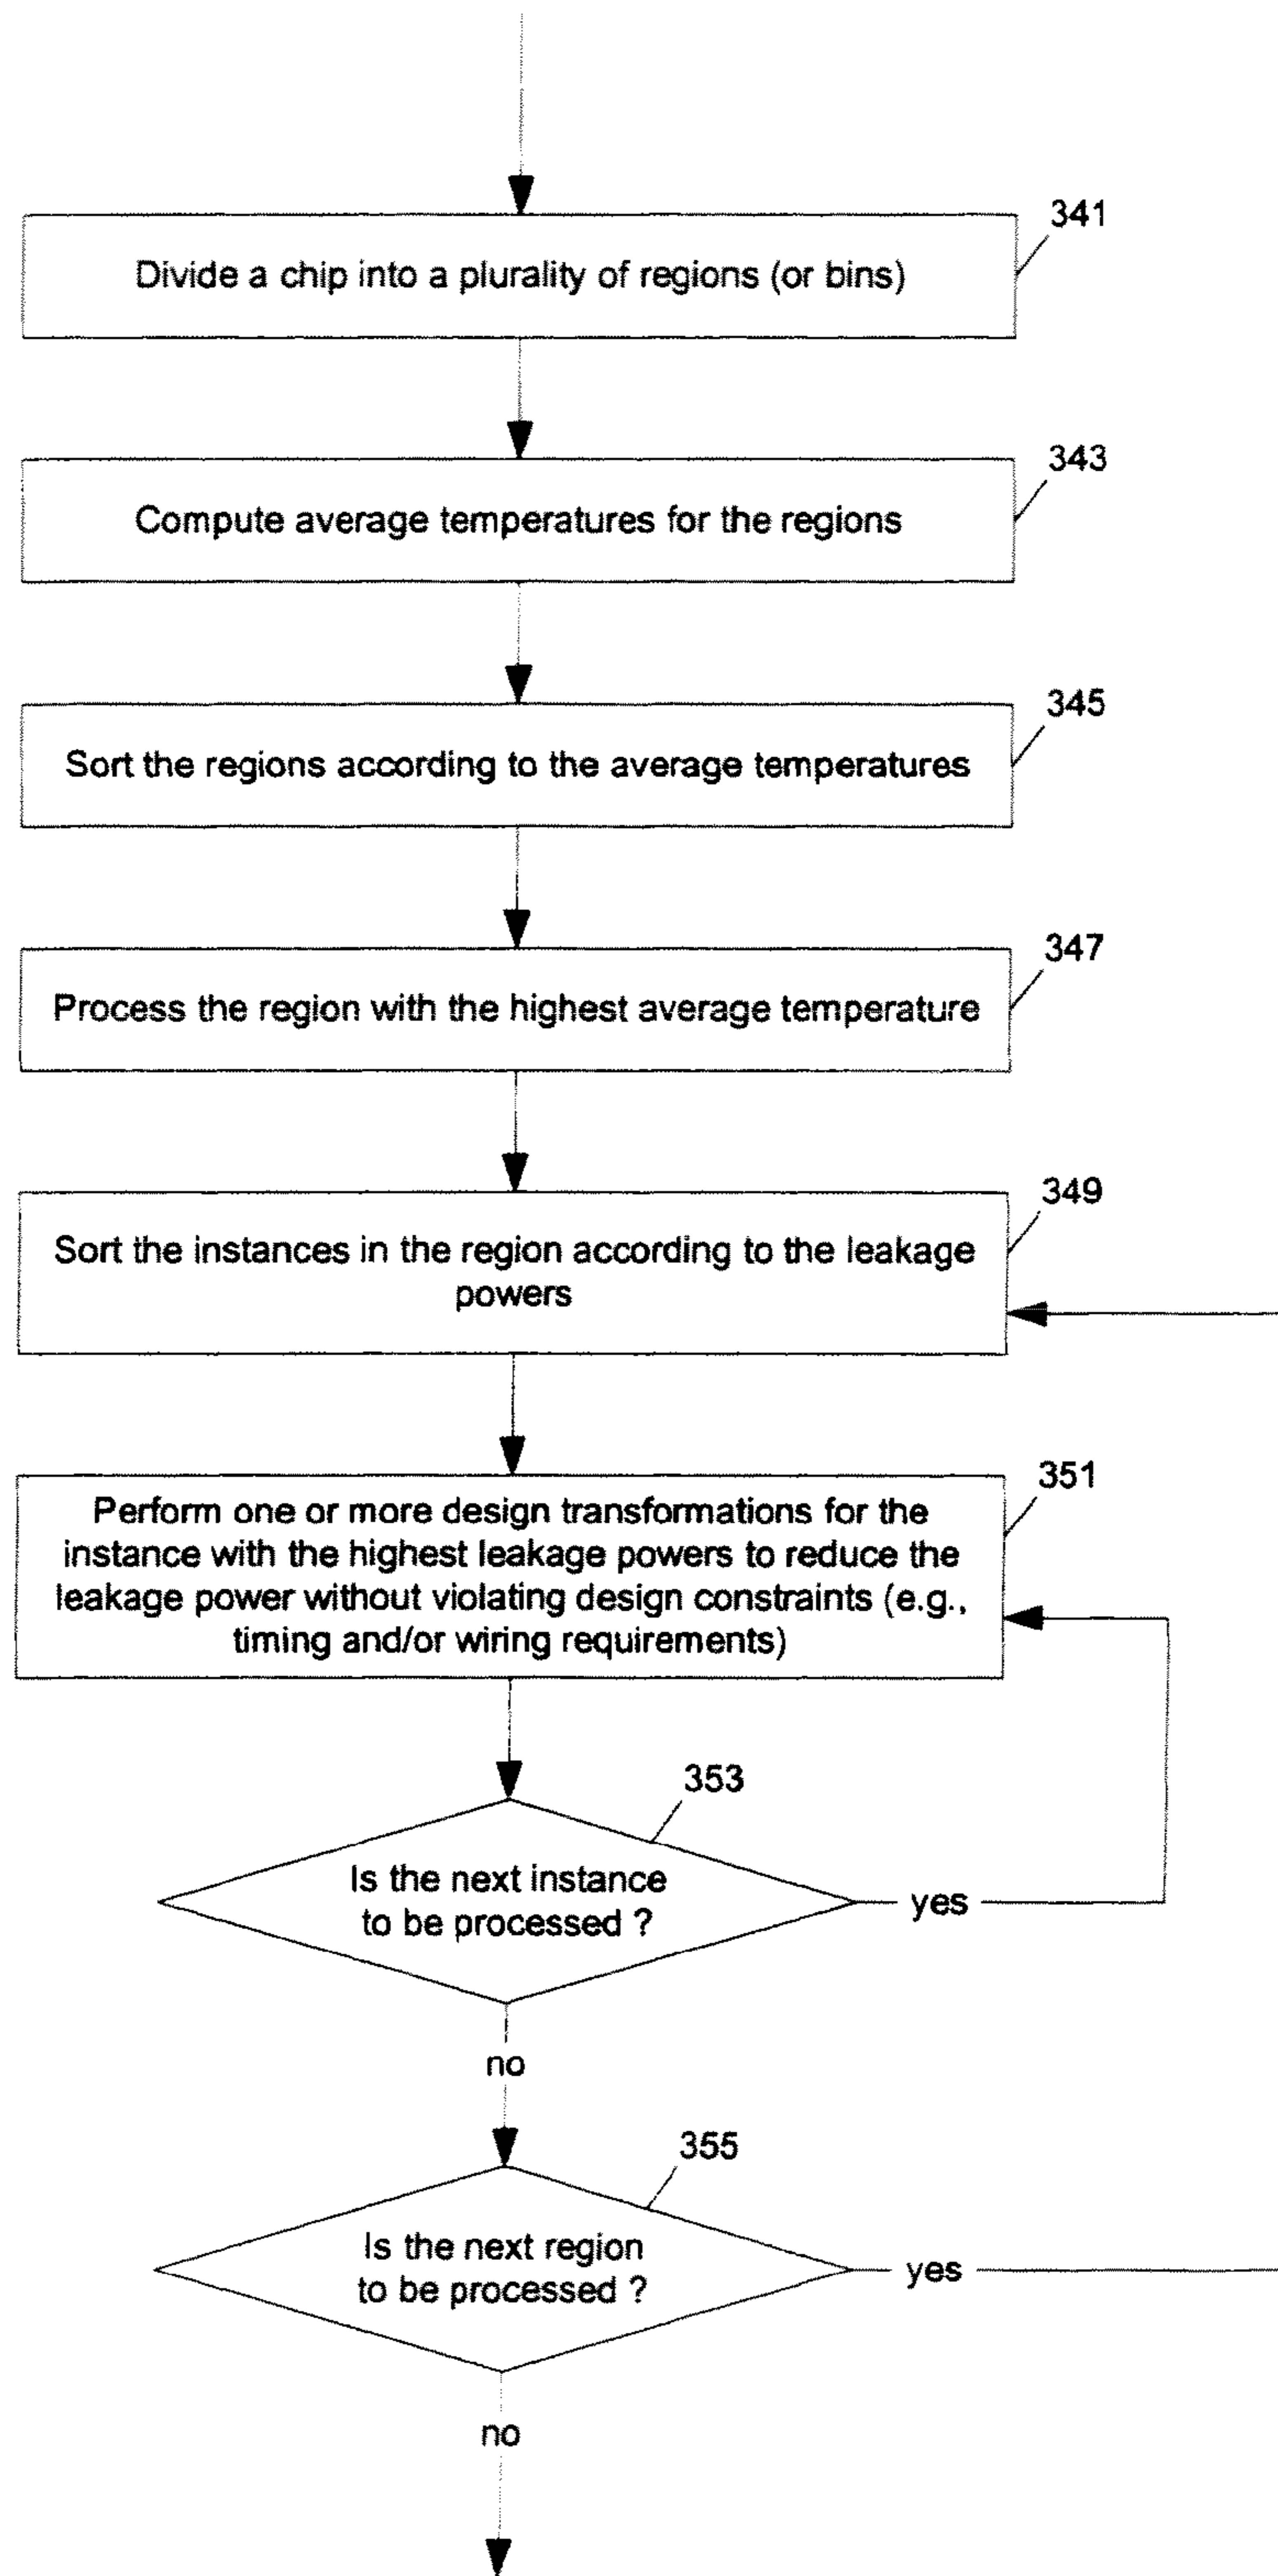 341
Divide a chip into a plurality of regions (or bins)
343
Compute average temperatures for the regions
345
Sort the regions according to the average temperatures
347
Process the region with the highest average temperature
349
Sort the instances in the region according to the leakage
powers
351
Perform one or more design transformations for the
instance with the highest leakage powers to reduce the
leakage power without violating design constraints (e.g.,
timing and/or wiring requirements)
353
Is the next instance
to be processed ?
yes
no
355
Is the next region
to be processed ?
yes
no